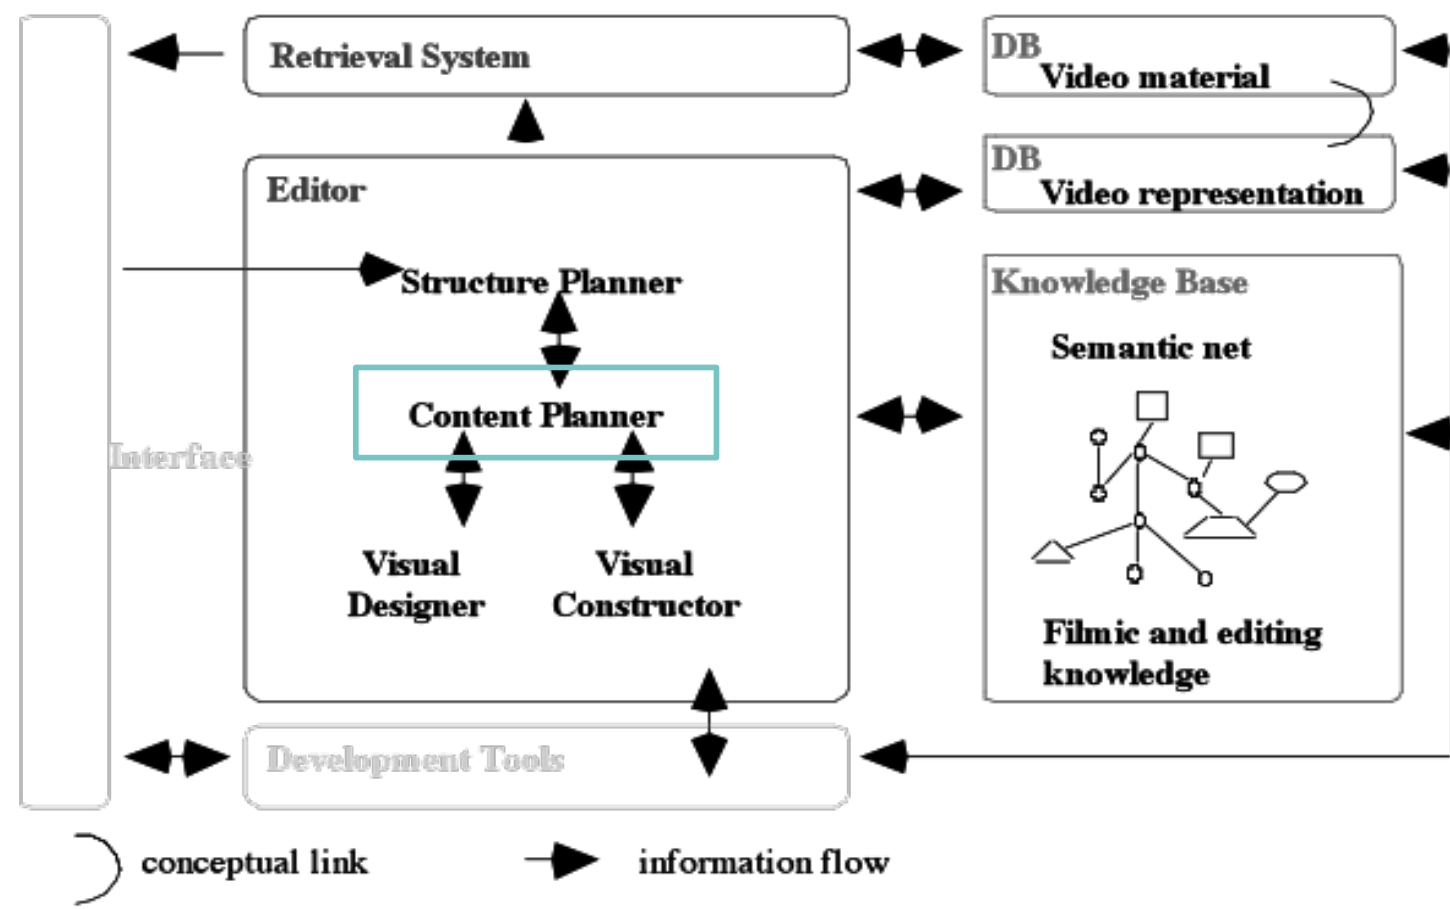 Retrieval System
DB
Video material
DB
Video representation
Editor
Structure Planner
Content Planner
Visual
Designer
Visual
Constructor
Interface
Knowledge Base
Semantic net
Filmic and editing
knowledge
Development Tools
conceptual link
information flow